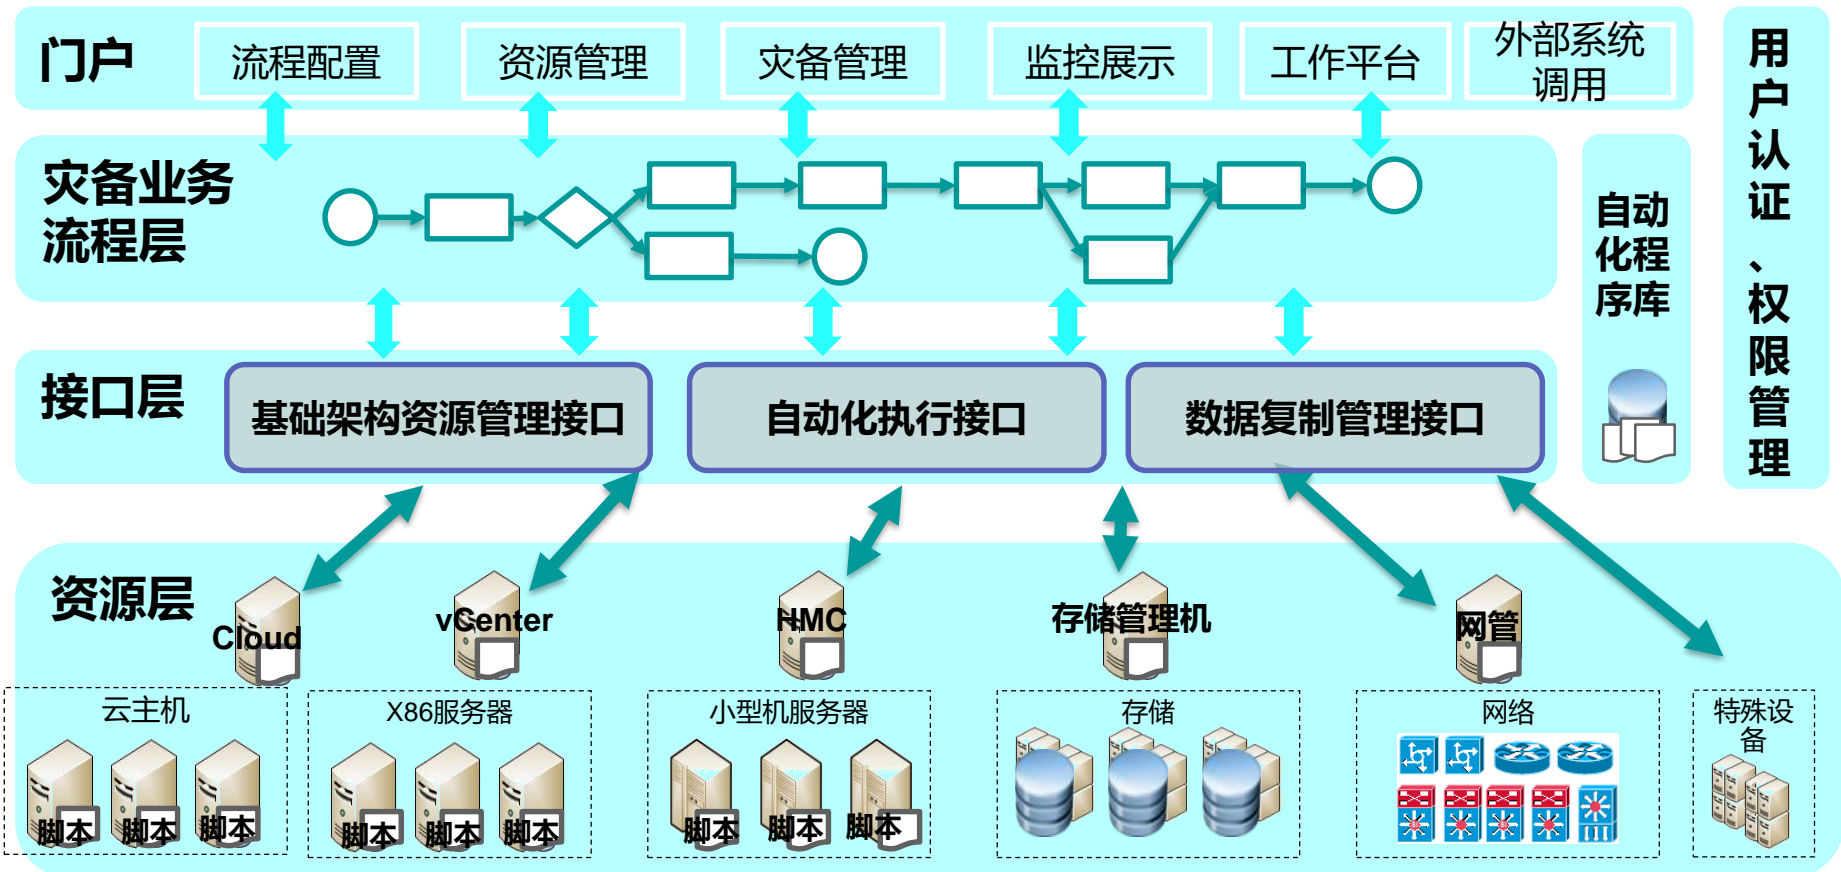 门户
流程配置
资源管理
灾备管理
监控展示
工作平台
外部系统
调用
用
户
认
证
、
权
限
管
理
灾备业务
流程层
自动
化程
序库
接口层
基础架构资源管理接口
自动化执行接口
数据复制管理接口
资源层
Cloud
vCenter
HMC
存储管理机
网管
云主机
脚本
脚本
脚本
X86服务器
脚本
脚本
脚本
小型机服务器
脚本
脚本
脚本
存储
网络
特殊设
备